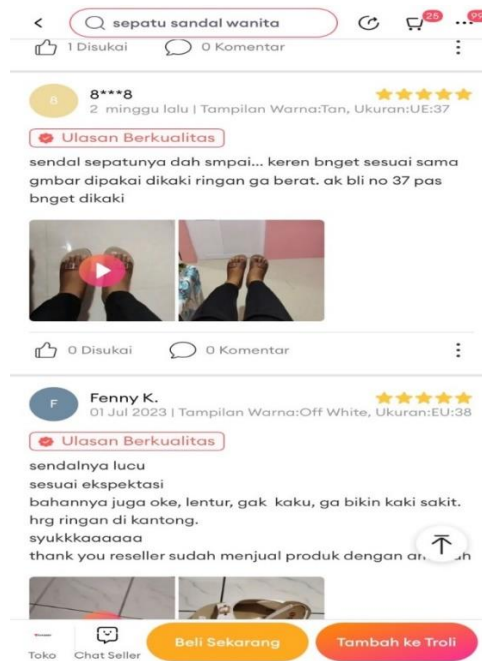 sepatu sandal wanita
25
99
1 Disukai 0 Komentar
8
8***8
2 minggu lalu | Tampilan Warna:Tan, Ukuran:UE:37
Ulasan Berkualitas
sendal sepatunya dah smpai... keren bnget sesuai sama
gmbar dipakai dikaki ringan ga berat. ak bli no 37 pas
bnget dikaki
0 Disukai 0 Komentar
F
Fenny K.
01 Jul 2023 | Tampilan Warna:Off White, Ukuran:EU:38
Ulasan Berkualitas
sendalnya lucu
sesuai ekspektasi
bahannya juga oke, lentur, gak kaku, ga bikin kaki sakit.
hrg ringan di kantong.
syukkkaaaaaa
thank you reseller sudah menjual produk dengan
Toko
Chat Seller
Beli Sekarang
Tambah ke Troli